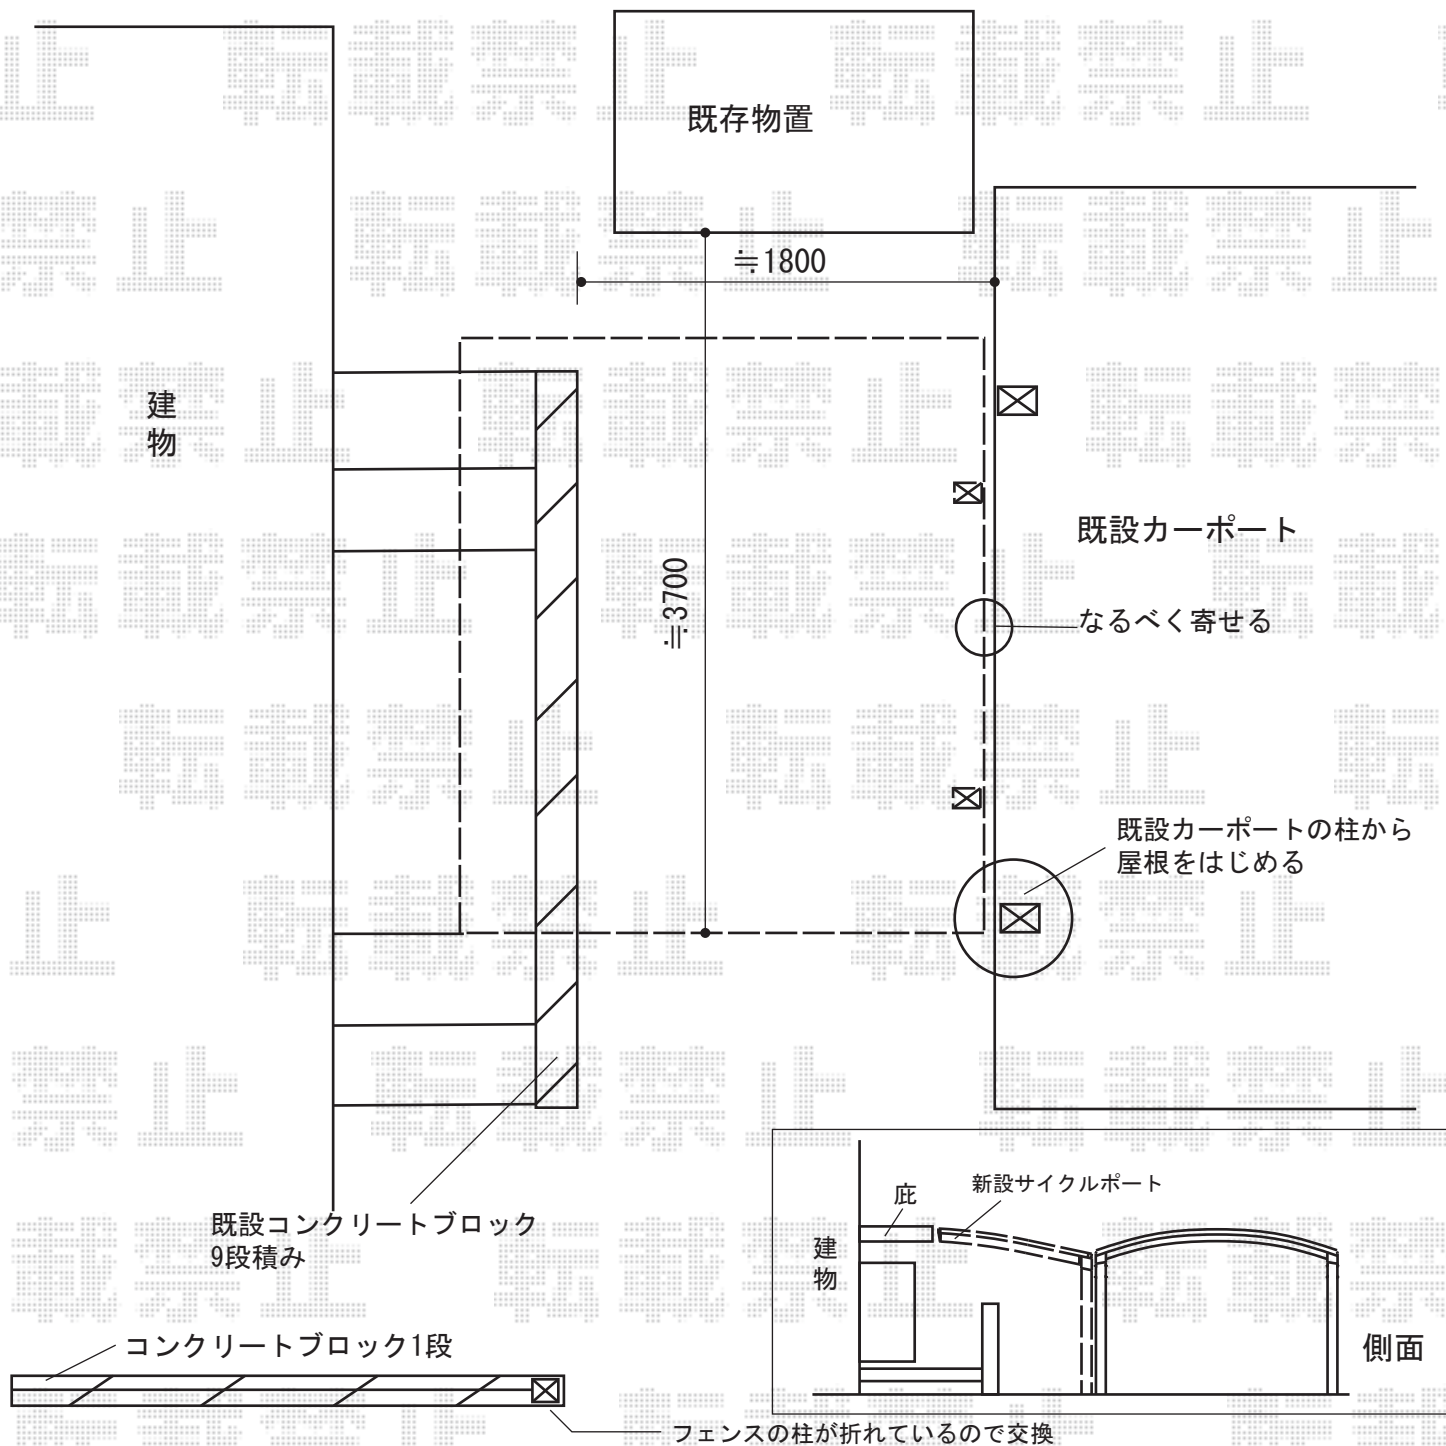 既存物置
≒1800
建物
既設カーポート
≒3700
なるべく寄せる
既設カーポートの柱から
屋根をはじめる
既設コンクリートブロック
9段積み
庇
新設サイクルポート
建物
側面
コンクリートブロック1段
フェンスの柱が折れているので交換
転載禁止